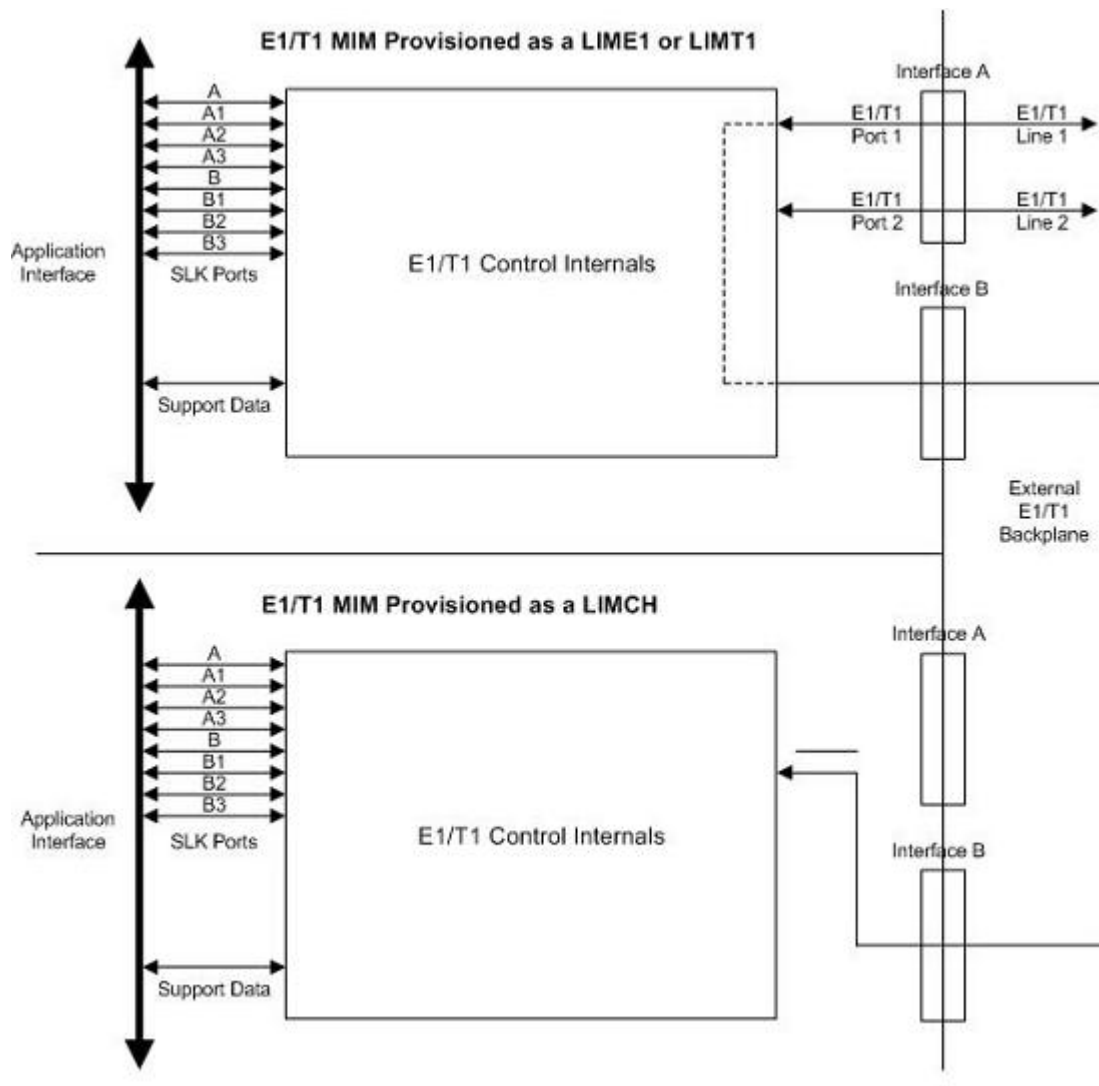 E1/T1 MIM Provisioned as a LIME1 or LIMT1
A
A1
A2
A3
B
B1
B2
B3
SLK Ports
Application
Interface
Support Data
E1/T1 Control Internals
Interface A
E1/T1
Port 1
E1/T1
Line 1
E1/T1
Port 2
E1/T1
Line 2
Interface B
External
E1/T1
Backplane
E1/T1 MIM Provisioned as a LIMCH
A
A1
A2
A3
B
B1
B2
B3
SLK Ports
Application
Interface
Support Data
E1/T1 Control Internals
Interface A
Interface B